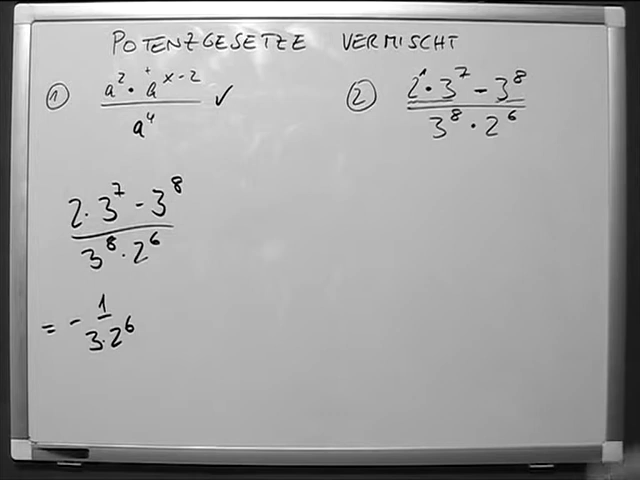 POTENZGESETZE VERMISCHT
① (a² · a^(x-2)) / a⁴ ✓
② (2 · 3⁷ - 3⁸) / (3⁸ · 2⁶)
(2 · 3⁷ - 3⁸) / (3⁸ · 2⁶)
= - 1 / (3 · 2⁶)